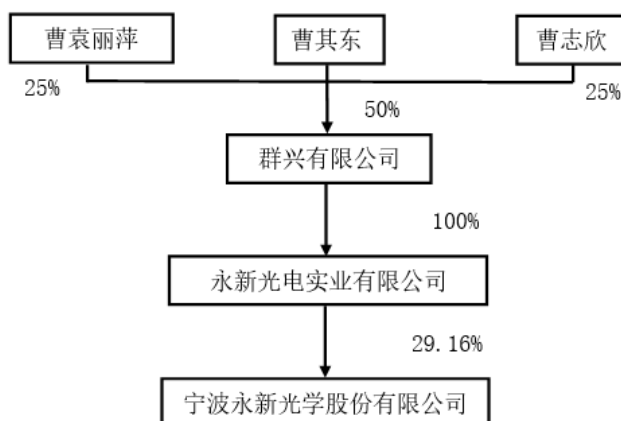 曹袁丽萍
曹其东
曹志欣
25%
50%
25%
群兴有限公司
100%
永新光电实业有限公司
29.16%
宁波永新光学股份有限公司